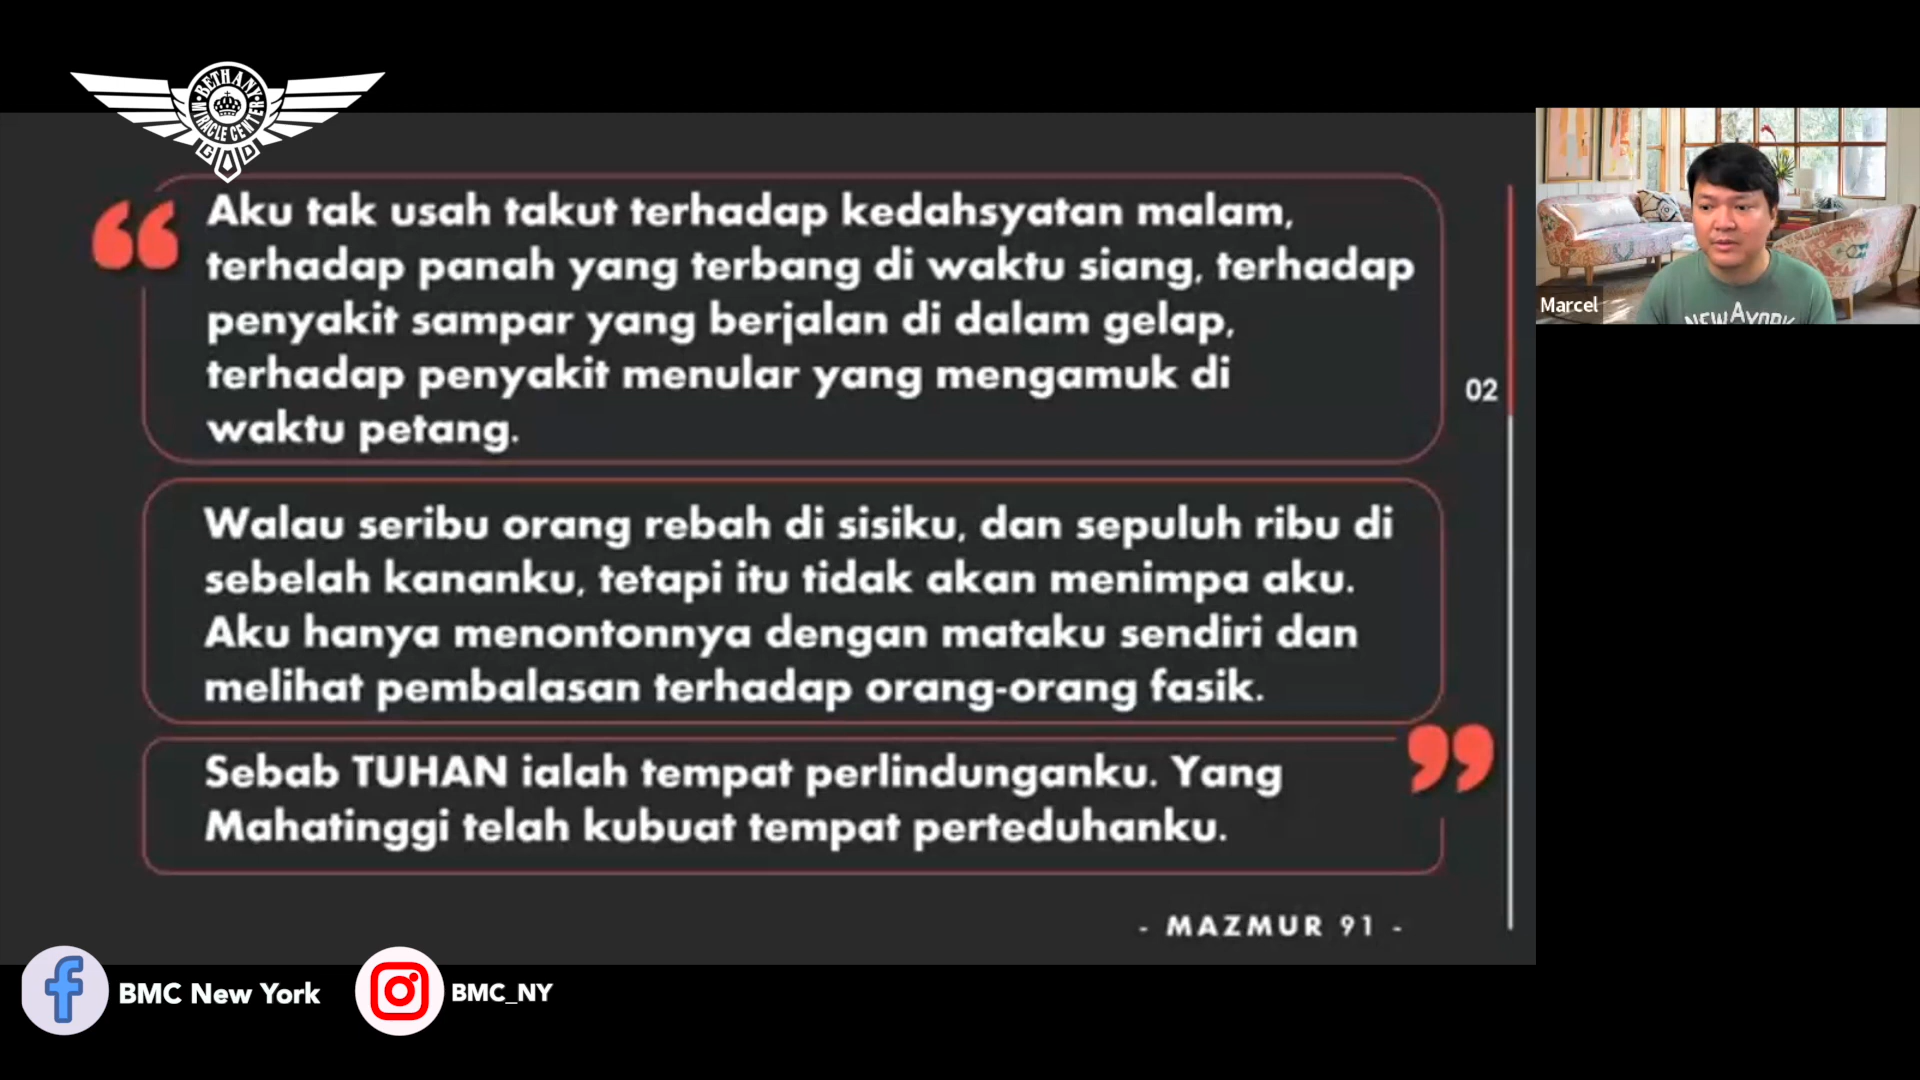 BETHANY
MIRACLE CENTER
GOD
Aku tak usah takut terhadap kedahsyatan malam,
terhadap panah yang terbang di waktu siang, terhadap
penyakit sampar yang berjalan di dalam gelap,
terhadap penyakit menular yang mengamuk di
waktu petang.
Walau seribu orang rebah di sisiku, dan sepuluh ribu di
sebelah kananku, tetapi itu tidak akan menimpa aku.
Aku hanya menontonnya dengan mataku sendiri dan
melihat pembalasan terhadap orang-orang fasik.
Sebab TUHAN ialah tempat perlindunganku. Yang
Mahatinggi telah kubuat tempat perteduhanku.
- MAZMUR 91 -
02
Marcel
NEW YORK
BMC New York
BMC_NY